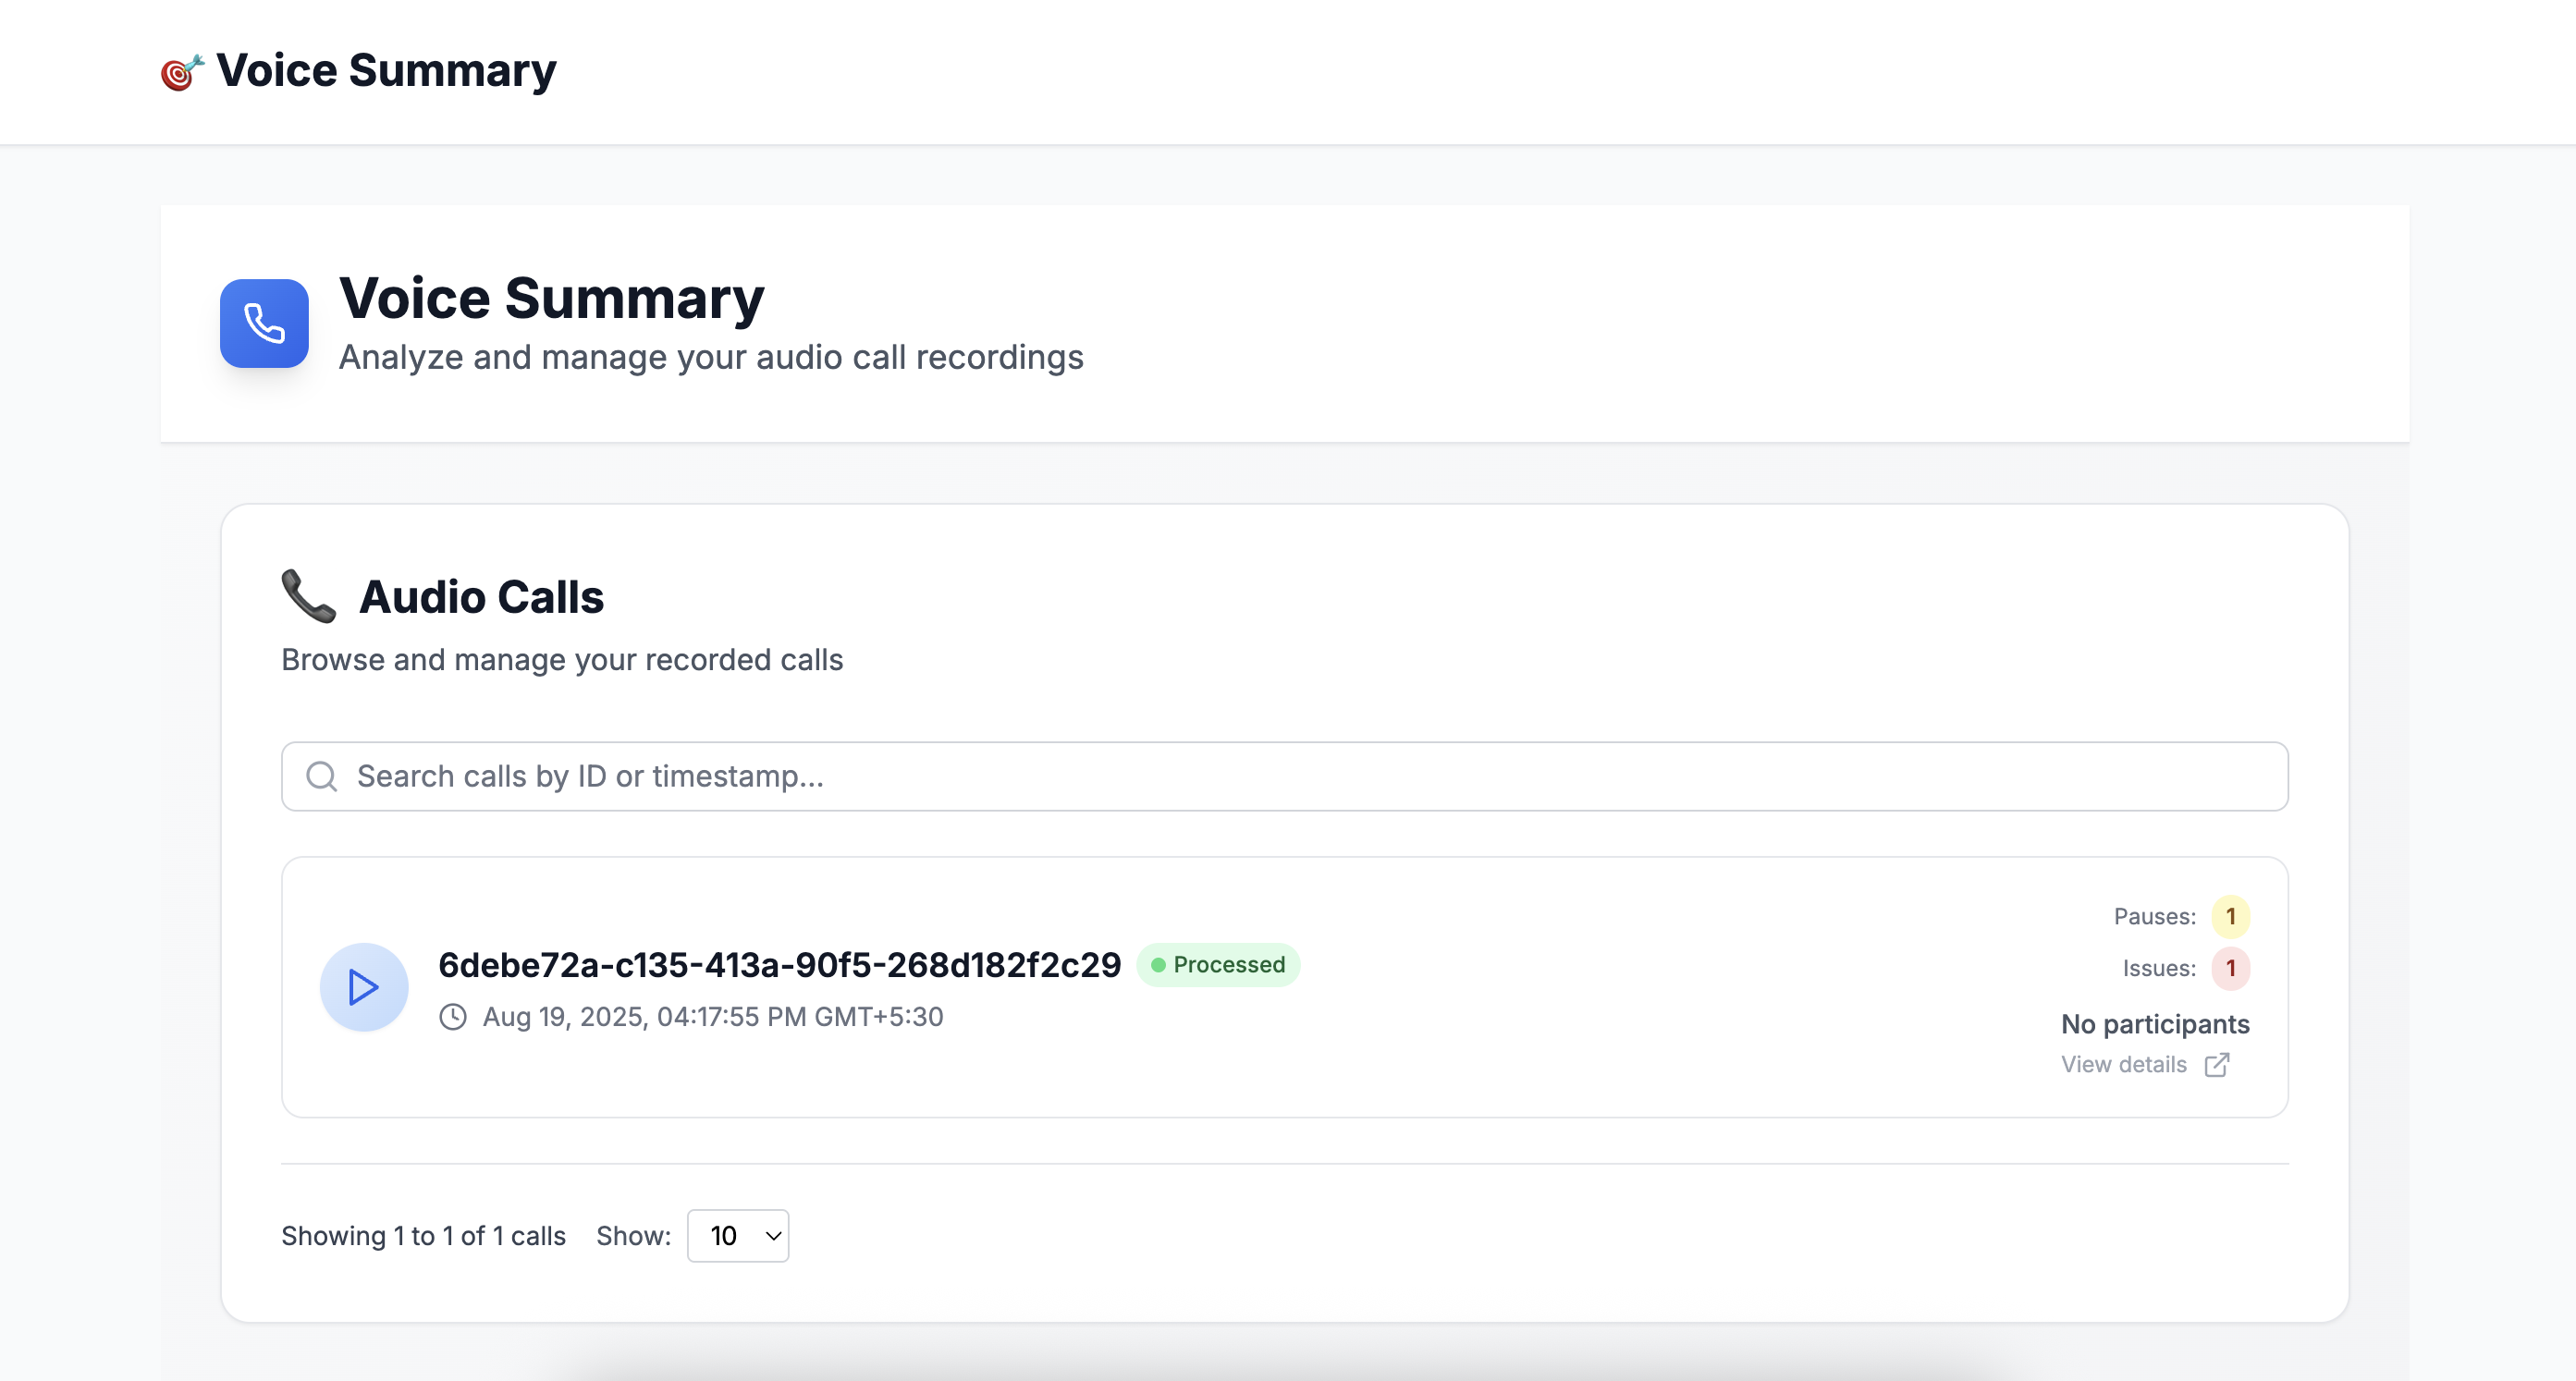 Voice Summary
Voice Summary
Analyze and manage your audio call recordings
Audio Calls
Browse and manage your recorded calls
Search calls by ID or timestamp...
6debe72a-c135-413a-90f5-268d182f2c29 Processed
Aug 19, 2025, 04:17:55 PM GMT+5:30
Pauses: 1
Issues: 1
No participants
View details
Showing 1 to 1 of 1 calls Show: 10